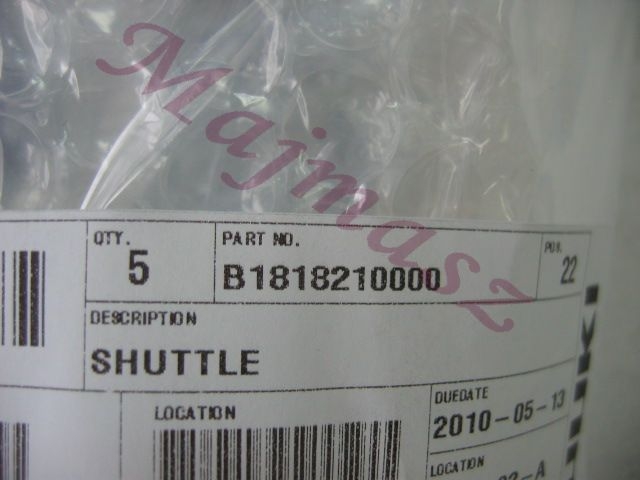 Majmasz
QTY. PART NO. POS.
5 B1818210000 22
DESCRIPTION
SHUTTLE
LOCATION DUEDATE
2010-05-13
LOCATION
-A